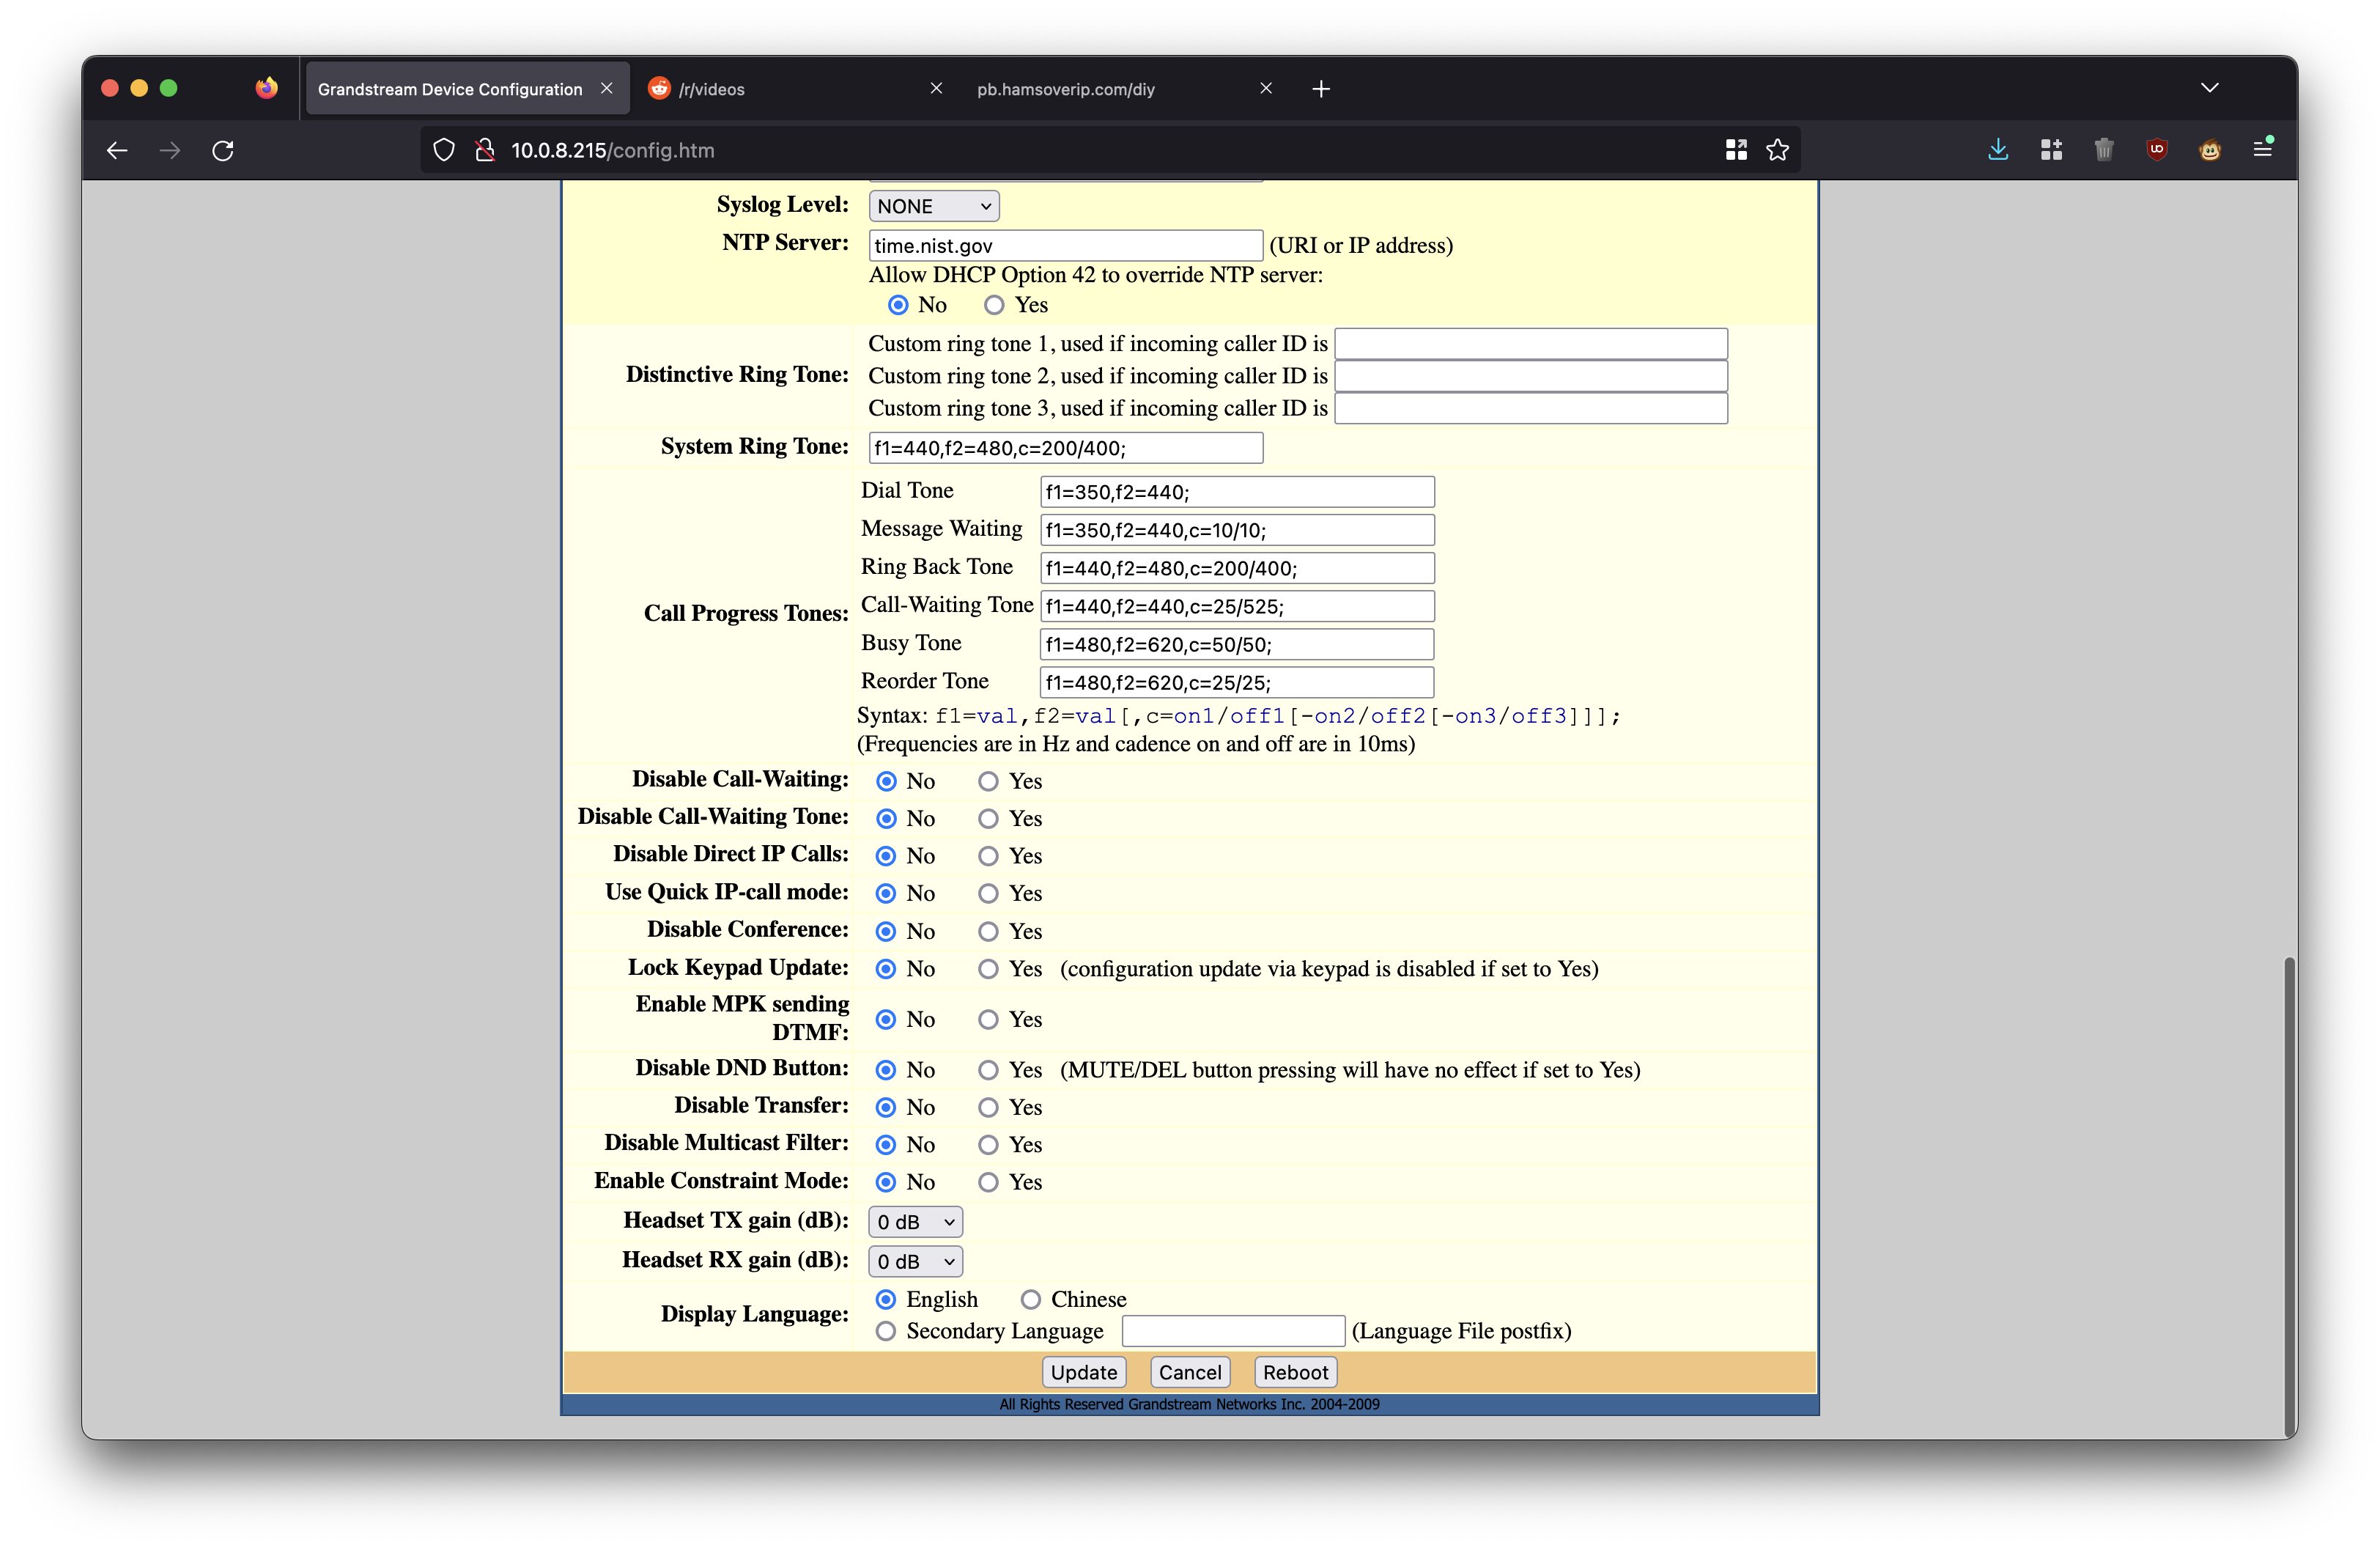 Grandstream Device Configuration
/r/videos
pb.hamsoverip.com/diy
10.0.8.215/config.htm
Syslog Level: NONE
NTP Server: time.nist.gov (URI or IP address)
Allow DHCP Option 42 to override NTP server:
No Yes
Distinctive Ring Tone:
Custom ring tone 1, used if incoming caller ID is
Custom ring tone 2, used if incoming caller ID is
Custom ring tone 3, used if incoming caller ID is
System Ring Tone: f1=440,f2=480,c=200/400;
Call Progress Tones:
Dial Tone f1=350,f2=440;
Message Waiting f1=350,f2=440,c=10/10;
Ring Back Tone f1=440,f2=480,c=200/400;
Call-Waiting Tone f1=440,f2=440,c=25/525;
Busy Tone f1=480,f2=620,c=50/50;
Reorder Tone f1=480,f2=620,c=25/25;
Syntax: f1=val,f2=val[,c=on1/off1[-on2/off2[-on3/off3]]];
(Frequencies are in Hz and cadence on and off are in 10ms)
Disable Call-Waiting: No Yes
Disable Call-Waiting Tone: No Yes
Disable Direct IP Calls: No Yes
Use Quick IP-call mode: No Yes
Disable Conference: No Yes
Lock Keypad Update: No Yes (configuration update via keypad is disabled if set to Yes)
Enable MPK sending
DTMF: No Yes
Disable DND Button: No Yes (MUTE/DEL button pressing will have no effect if set to Yes)
Disable Transfer: No Yes
Disable Multicast Filter: No Yes
Enable Constraint Mode: No Yes
Headset TX gain (dB): 0 dB
Headset RX gain (dB): 0 dB
Display Language:
English Chinese
Secondary Language (Language File postfix)
Update Cancel Reboot
All Rights Reserved Grandstream Networks Inc. 2004-2009